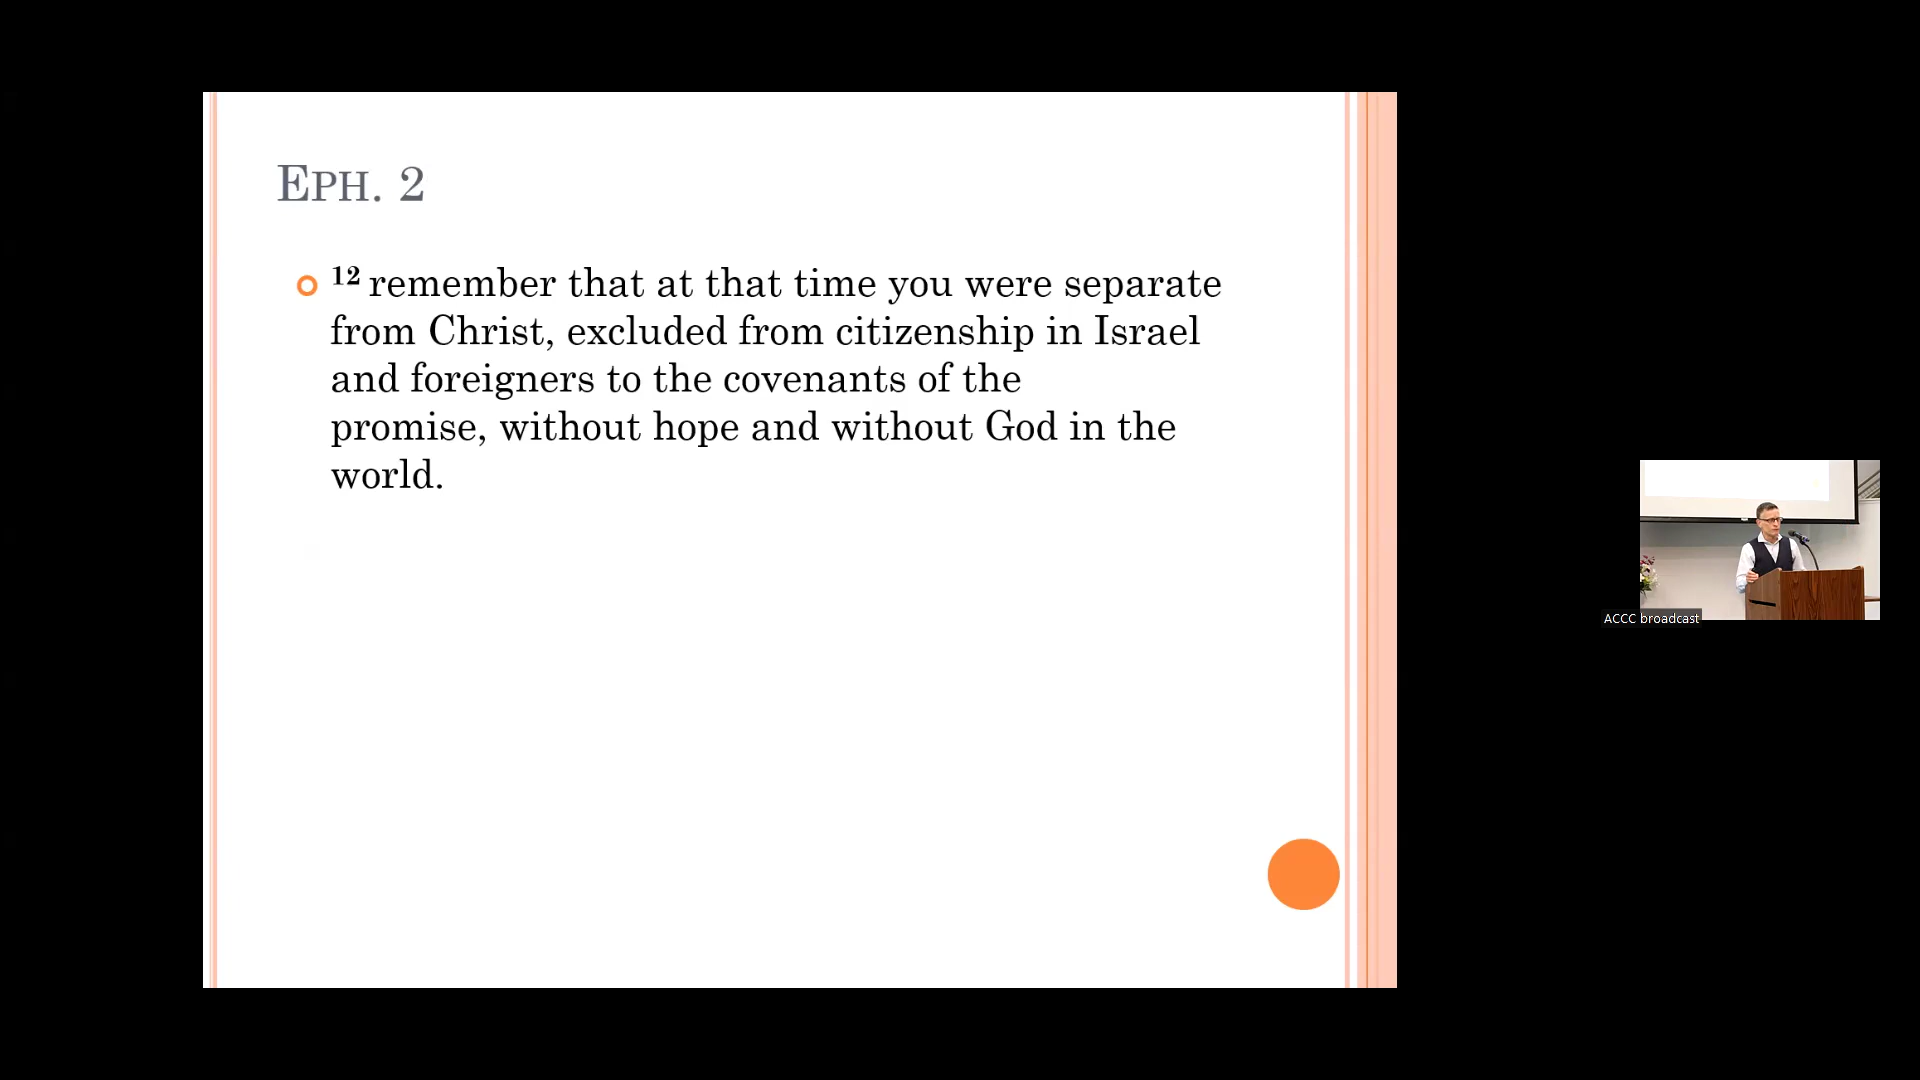 Eph. 2
12 remember that at that time you were separate
from Christ, excluded from citizenship in Israel
and foreigners to the covenants of the
promise, without hope and without God in the
world.
ACCC broadcast